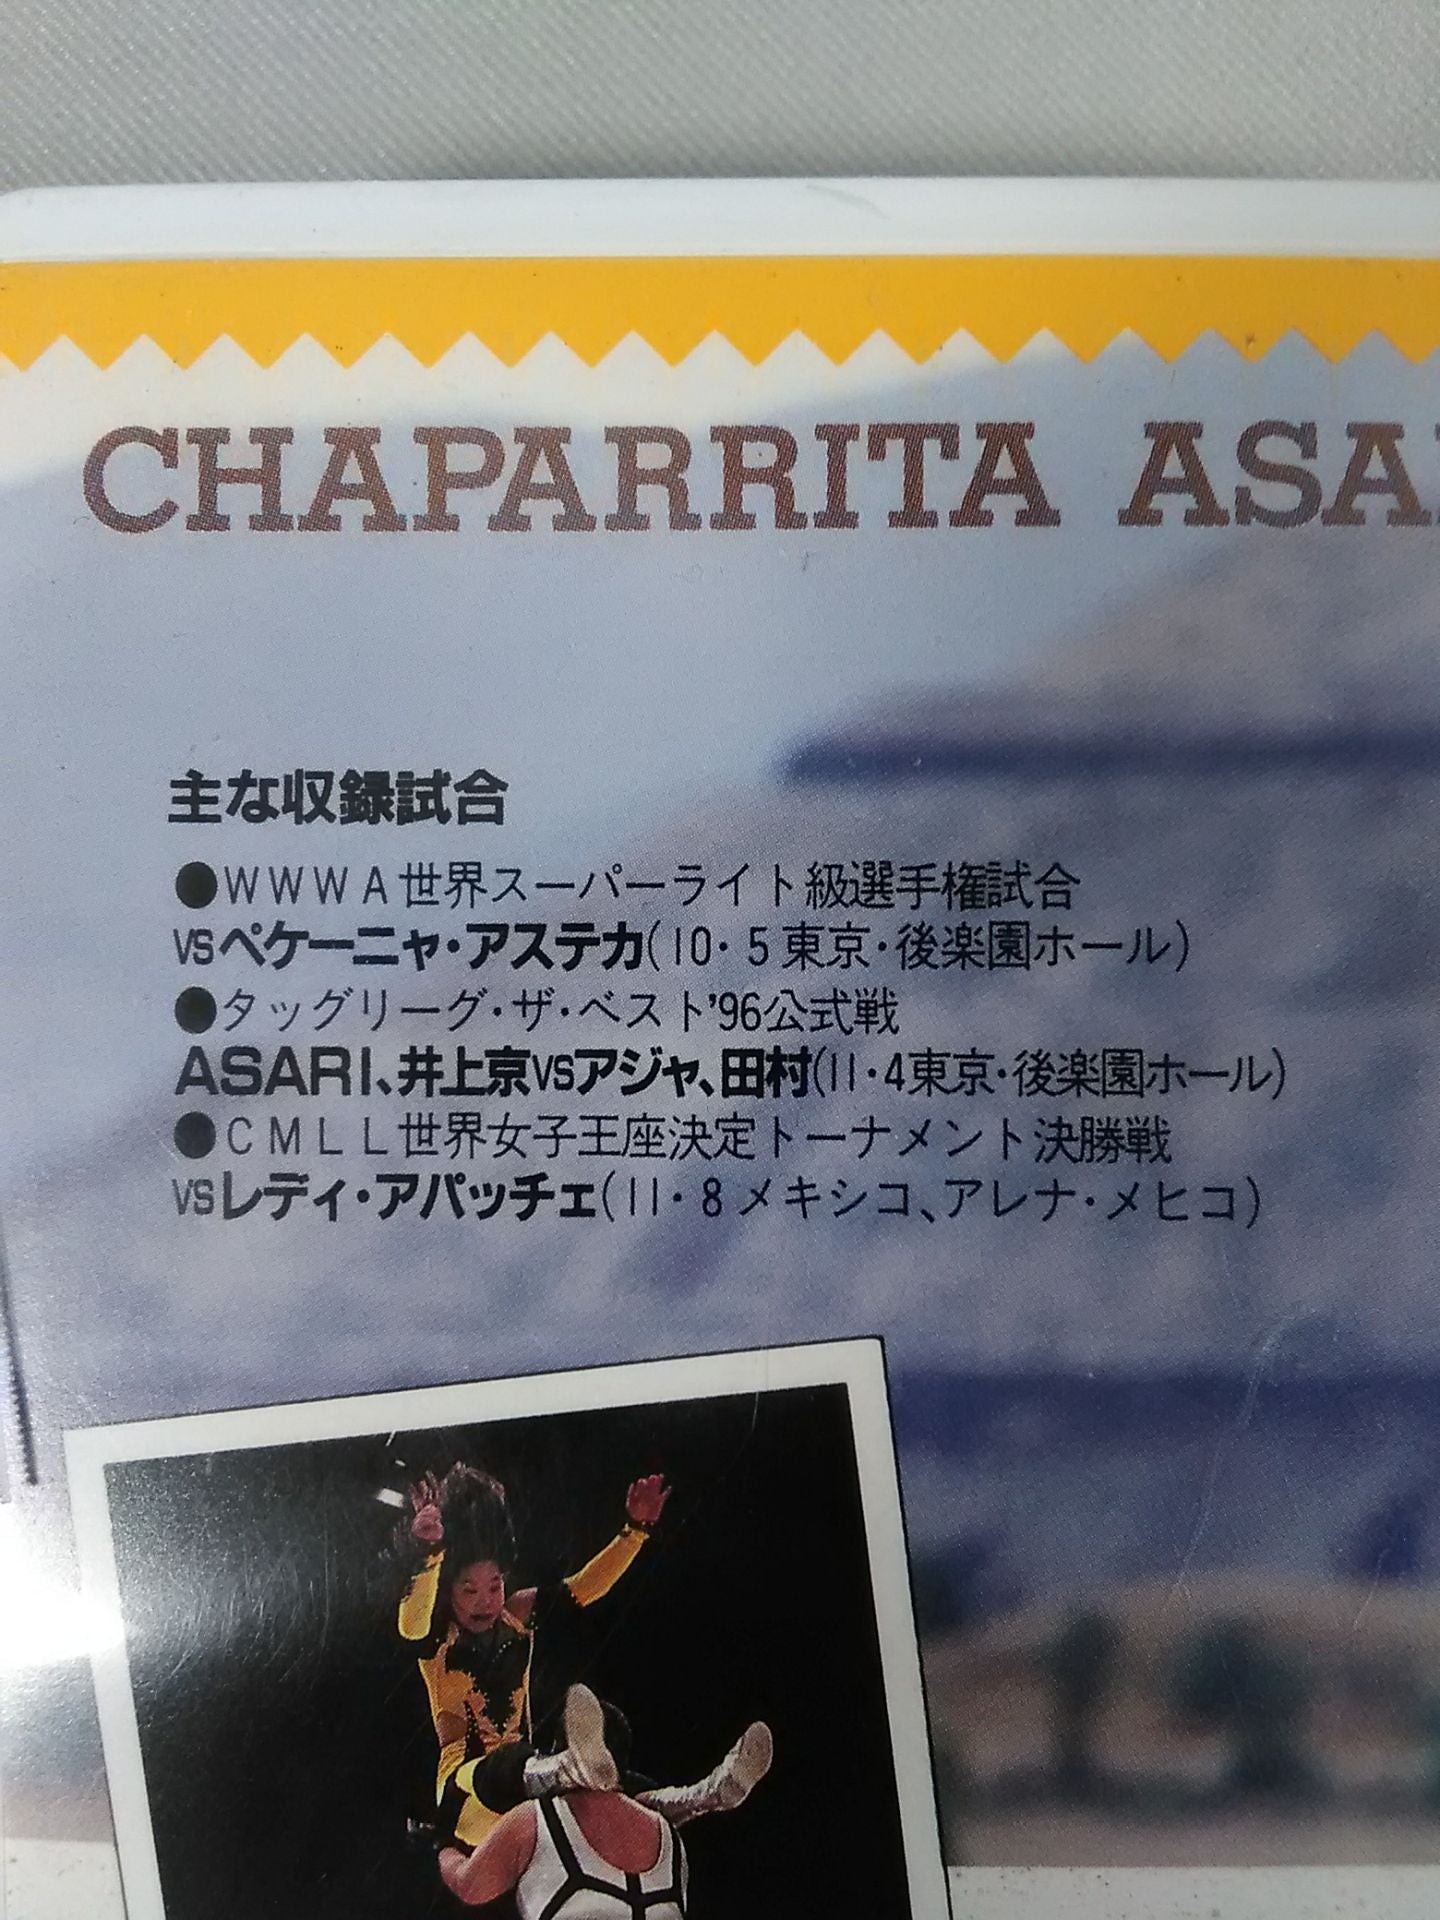 CHAPARRITA ASA
主な収録試合
●WWWA世界スーパーライト級選手権試合
VSペケーニャ・アステカ(10・5東京・後楽園ホール)
●タッグリーグ・ザ・ベスト'96公式戦
ASARI、井上京VSアジャ、田村(11・4東京・後楽園ホール)
●CMLL世界女子王座決定トーナメント決勝戦
VSレディ・アパッチェ(11・8メキシコ、アレナ・メヒコ)